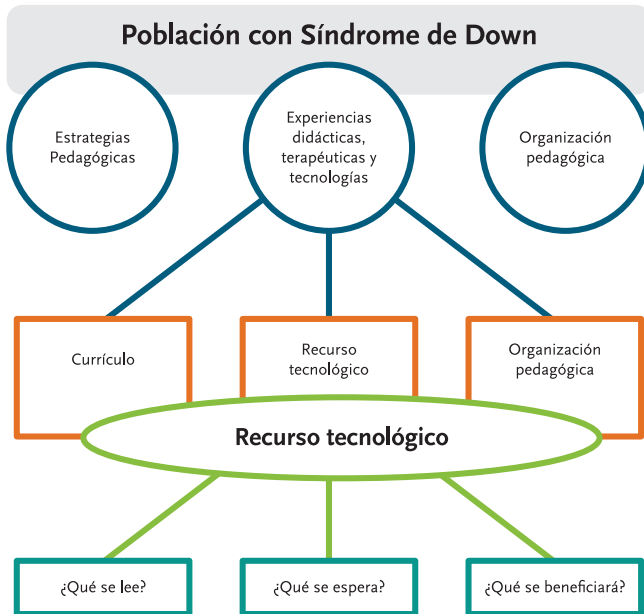 Población con Síndrome de Down
Estrategias
Pedagógicas
Experiencias
didácticas,
terapéuticas y
tecnologías
Organización
pedagógica
Currículo
Recurso
tecnológico
Organización
pedagógica
Recurso tecnológico
¿Qué se lee?
¿Qué se espera?
¿Qué se beneficiará?